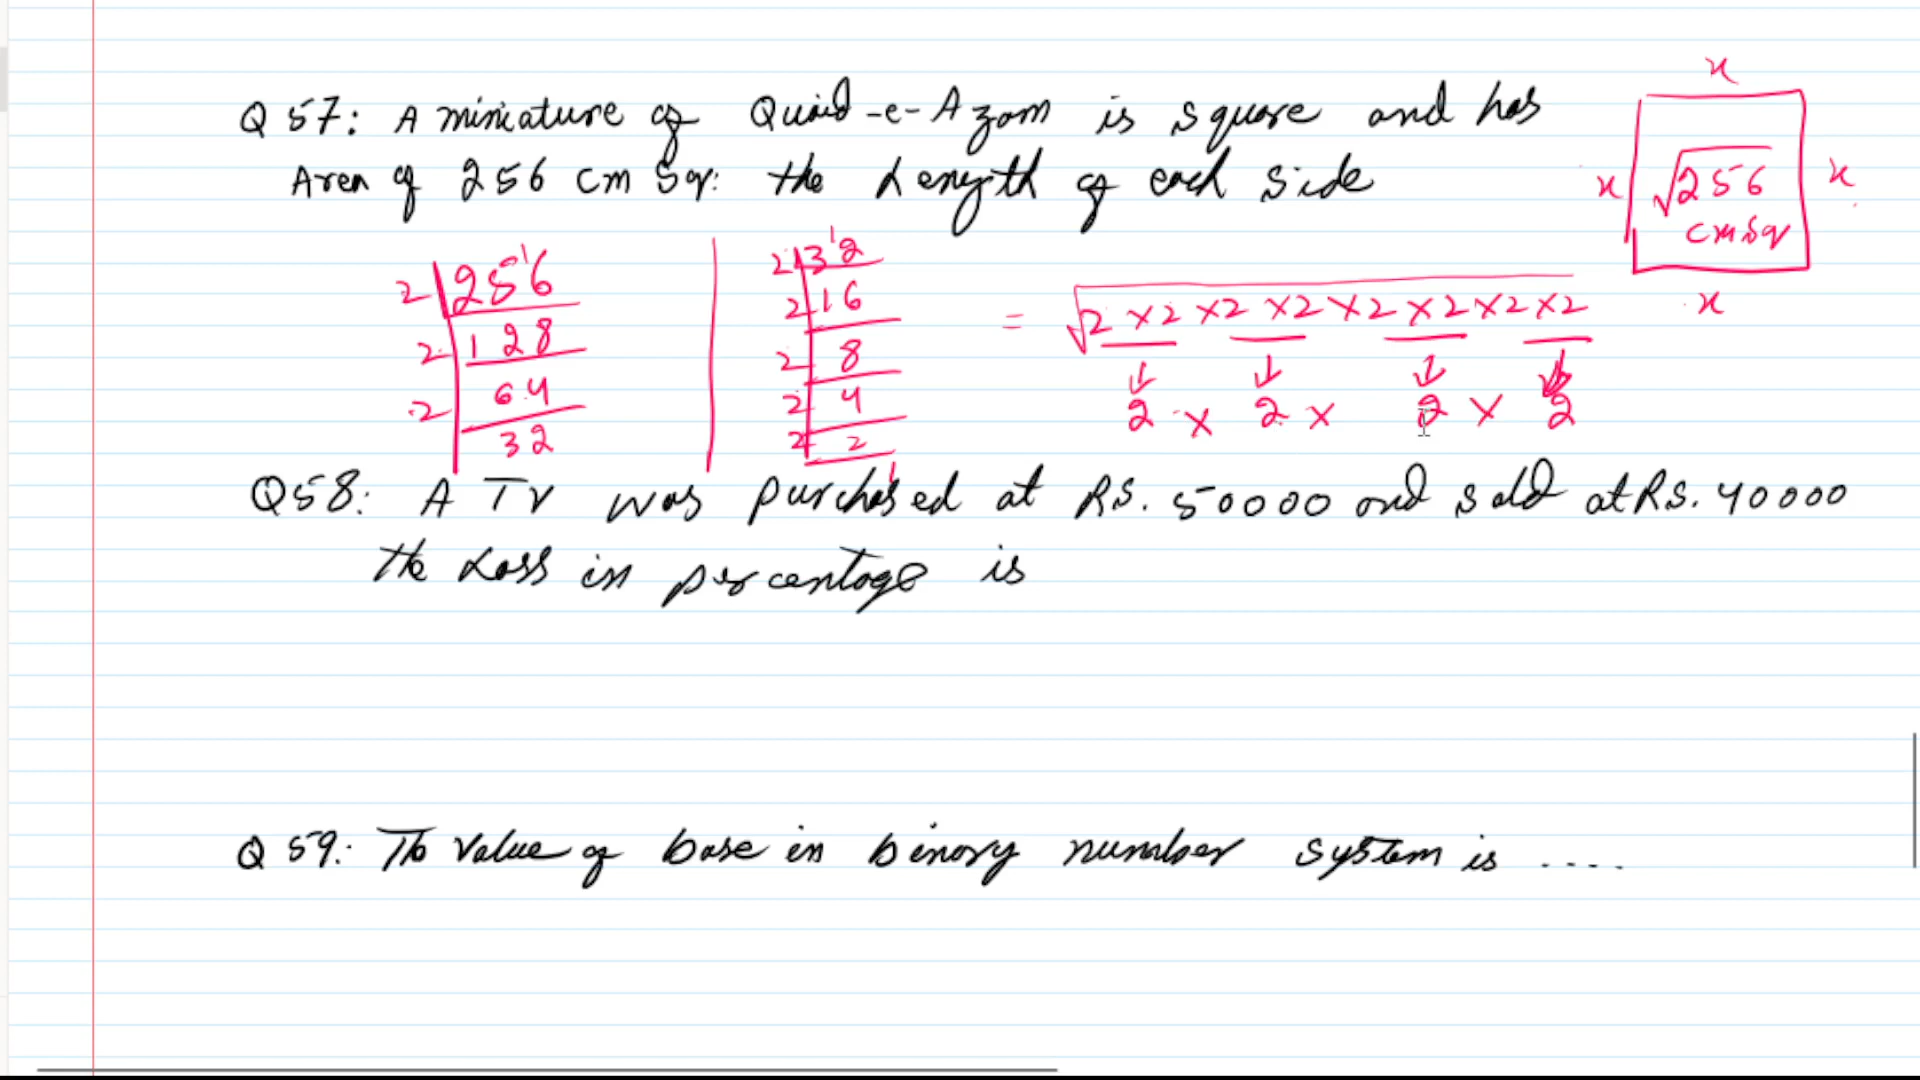 Q 57: A miniature of Quaid-e-Azam is square and has
Area of 256 cm Sqr: the Length of each side
x
x √256 x
cm Sq
x
2 256
2 128
2 64
32
2 32
2 16
2 8
2 4
2 2
1
= √2×2×2×2×2×2×2×2
2 × 2 × 2 × 2
Q58: A TV was purchased at RS. 50000 and sold at RS. 40000
the Loss in percentage is
Q 59: The value of base in binary number system is ....